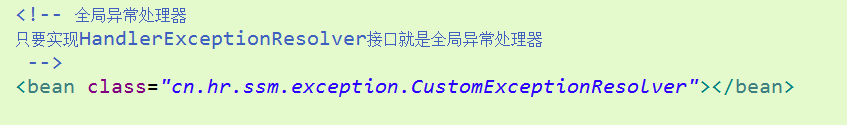 <!-- 全局异常处理器
只要实现HandlerExceptionResolver接口就是全局异常处理器
-->
<bean class="cn.hr.ssm.exception.CustomExceptionResolver"></bean>